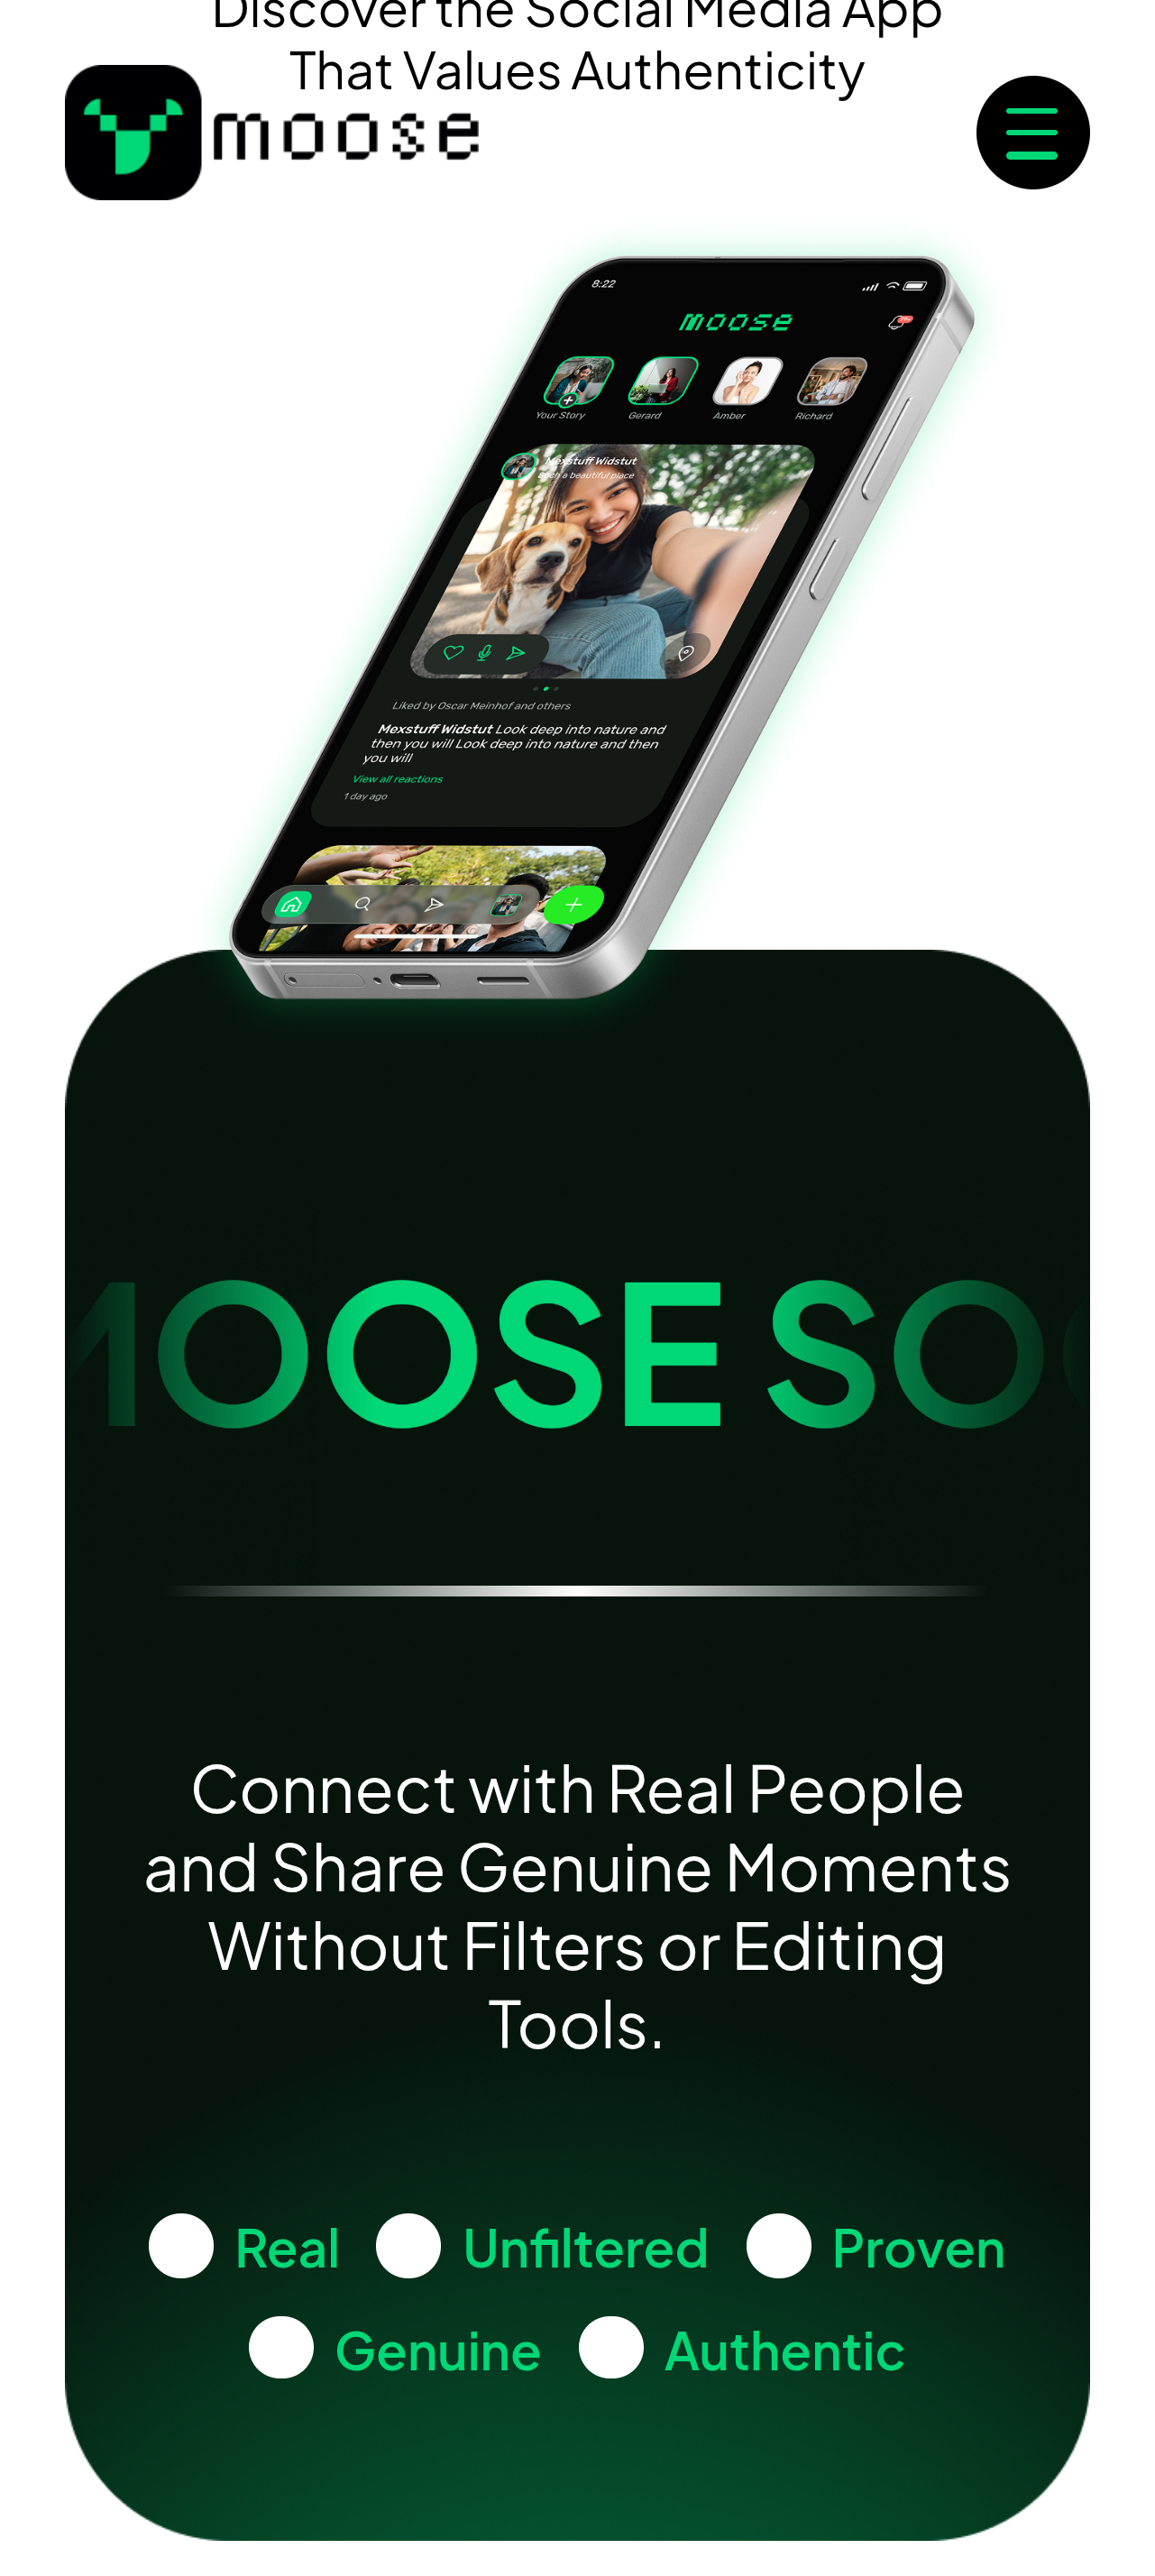 Discover the Social Media App
That Values Authenticity
moose
8:22
moose
Your Story
Gerard
Amber
Richard
Mexstuff Widstut
Such a beautiful place
Liked by Oscar Meinhof and others
Mexstuff Widstut Look deep into nature and
then you will Look deep into nature and then
you will
View all reactions
1 day ago
MOOSE SO
Connect with Real People
and Share Genuine Moments
Without Filters or Editing
Tools.
Real
Unfiltered
Proven
Genuine
Authentic